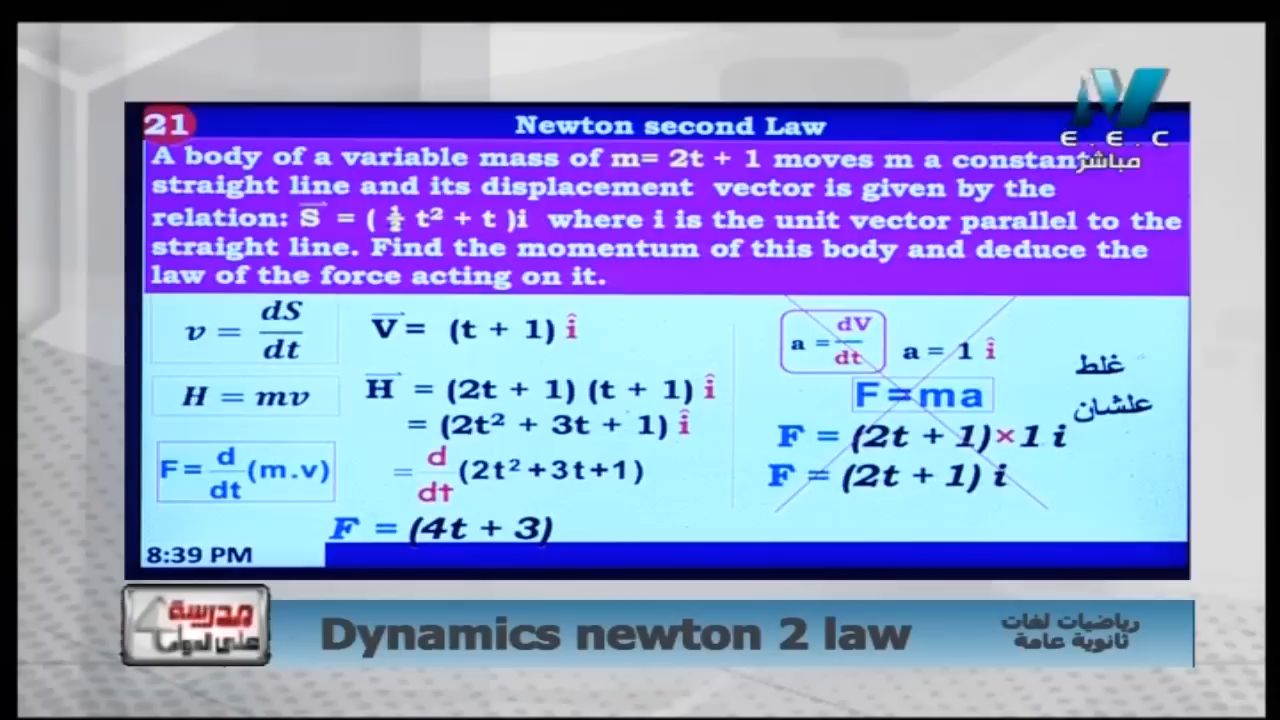 E . E . C
مباشر
21
Newton second Law
A body of a variable mass of m= 2t + 1 moves m a constan
straight line and its displacement vector is given by the
relation: S = ( ½ t² + t )i where i is the unit vector parallel to the
straight line. Find the momentum of this body and deduce the
law of the force acting on it.
v = dS/dt
H = mv
F= d/dt (m.v)
V = (t + 1) î
H = (2t + 1) (t + 1) î
= (2t² + 3t + 1) î
= d/dt (2t²+3t+1)
F = (4t + 3)
a = dV/dt
a = 1 î
F=ma
F = (2t + 1)×1 i
F = (2t + 1) i
غلط
علشان
8:39 PM
مدرسة
على الهواء
Dynamics newton 2 law
رياضيات لغات
ثانوية عامة